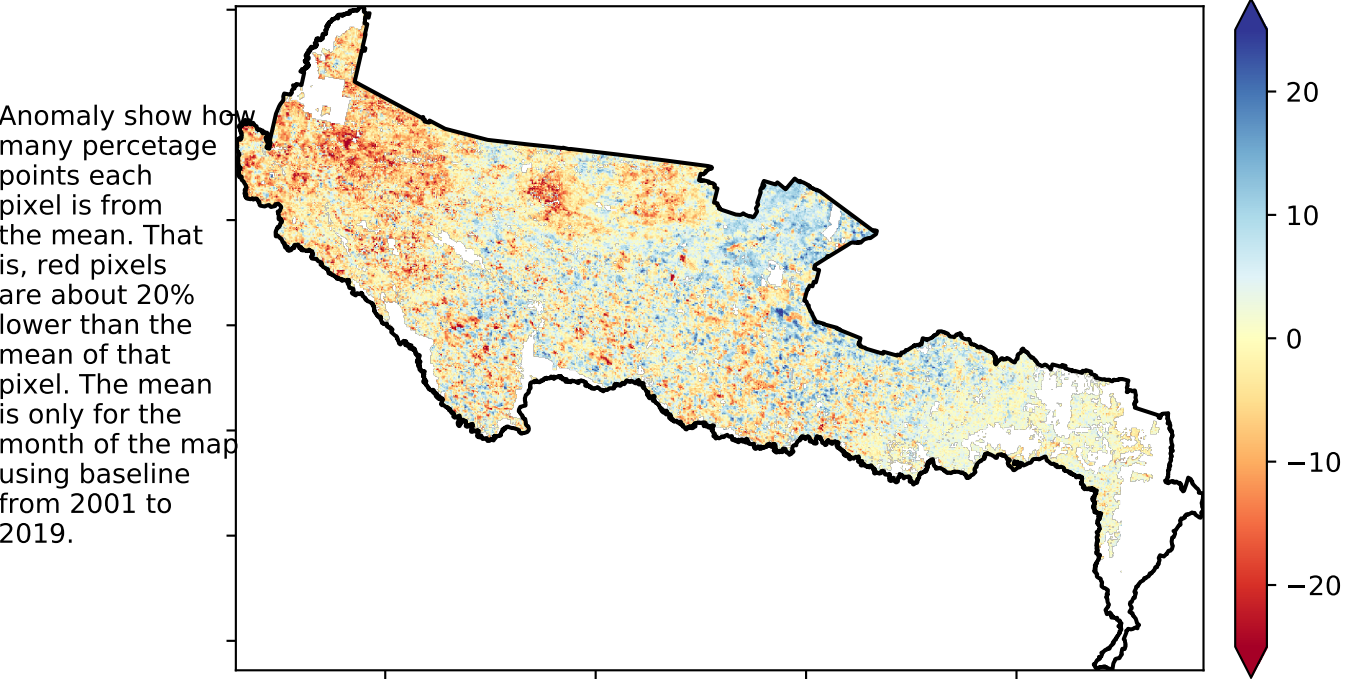 Anomaly show how
many percetage
points each
pixel is from
the mean. That
is, red pixels
are about 20%
lower than the
mean of that
pixel. The mean
is only for the
month of the map
using baseline
from 2001 to
2019.
20
10
0
−10
−20